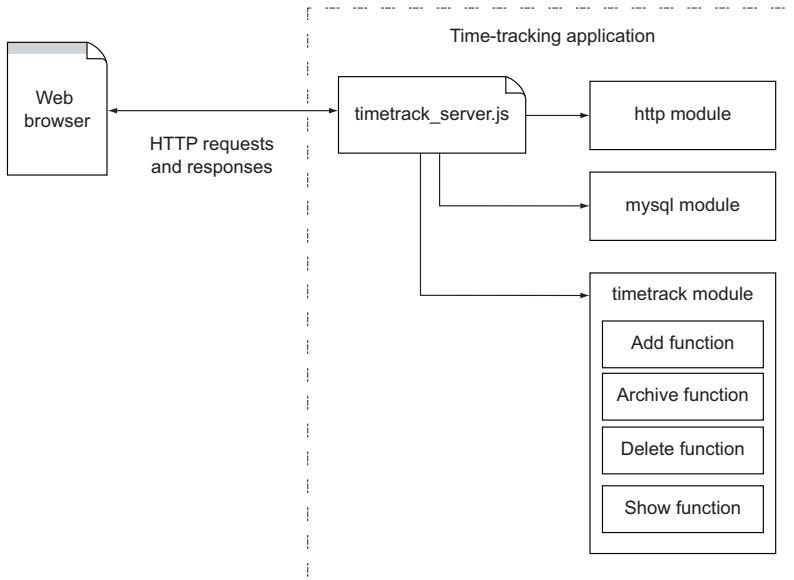 Time-tracking application
Web
browser
HTTP requests
and responses
timetrack_server.js
http module
mysql module
timetrack module
Add function
Archive function
Delete function
Show function